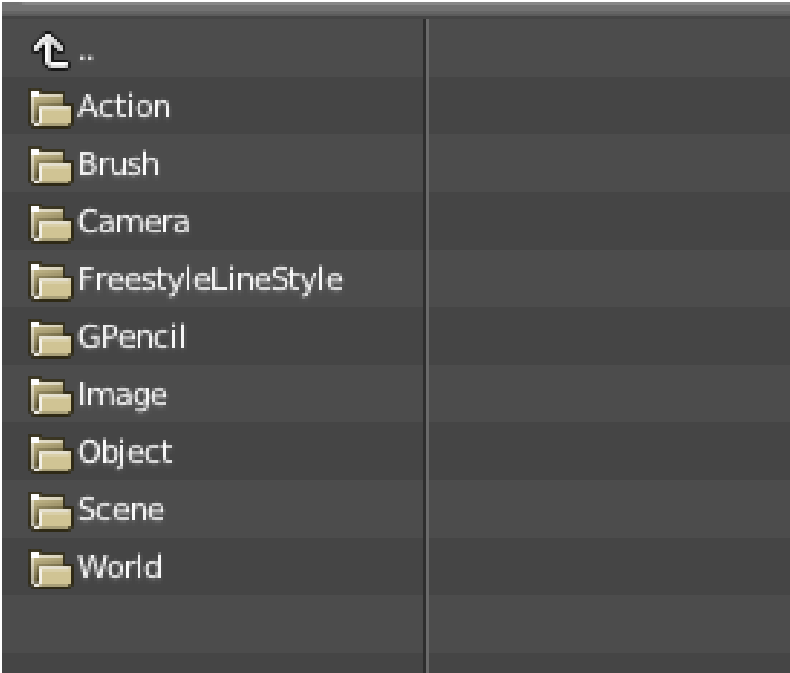 ..
Action
Brush
Camera
FreestyleLineStyle
GPencil
Image
Object
Scene
World